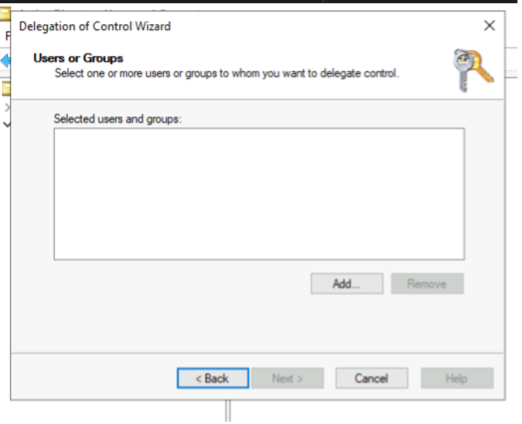 Delegation of Control Wizard
Users or Groups
Select one or more users or groups to whom you want to delegate control.
Selected users and groups:
Add...
Remove
< Back
Next >
Cancel
Help